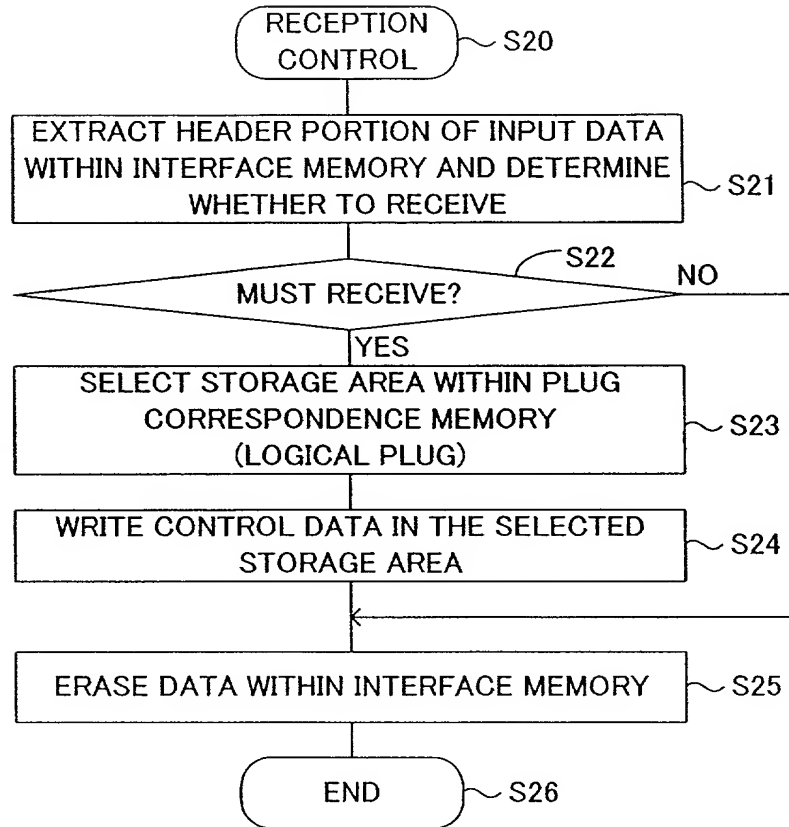 RECEPTION
CONTROL
S20
EXTRACT HEADER PORTION OF INPUT DATA
WITHIN INTERFACE MEMORY AND DETERMINE
WHETHER TO RECEIVE
S21
S22
MUST RECEIVE?
NO
YES
SELECT STORAGE AREA WITHIN PLUG
CORRESPONDENCE MEMORY
(LOGICAL PLUG)
S23
WRITE CONTROL DATA IN THE SELECTED
STORAGE AREA
S24
ERASE DATA WITHIN INTERFACE MEMORY
S25
END
S26